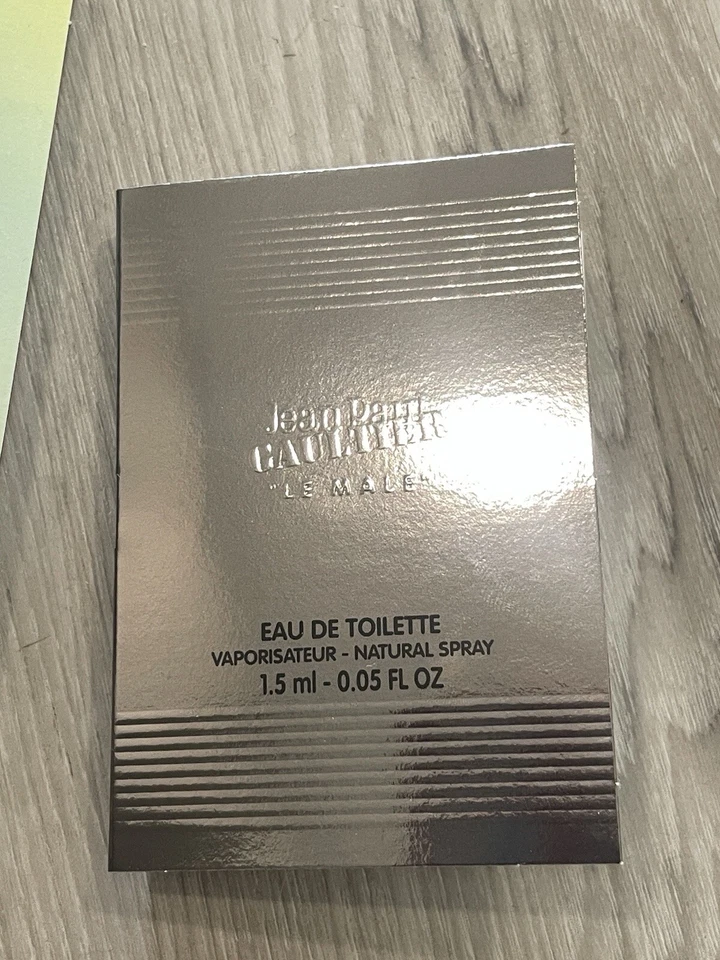 Jean Paul
GAULTIER
"LE MALE"
EAU DE TOILETTE
VAPORISATEUR - NATURAL SPRAY
1.5 ml - 0.05 FL OZ